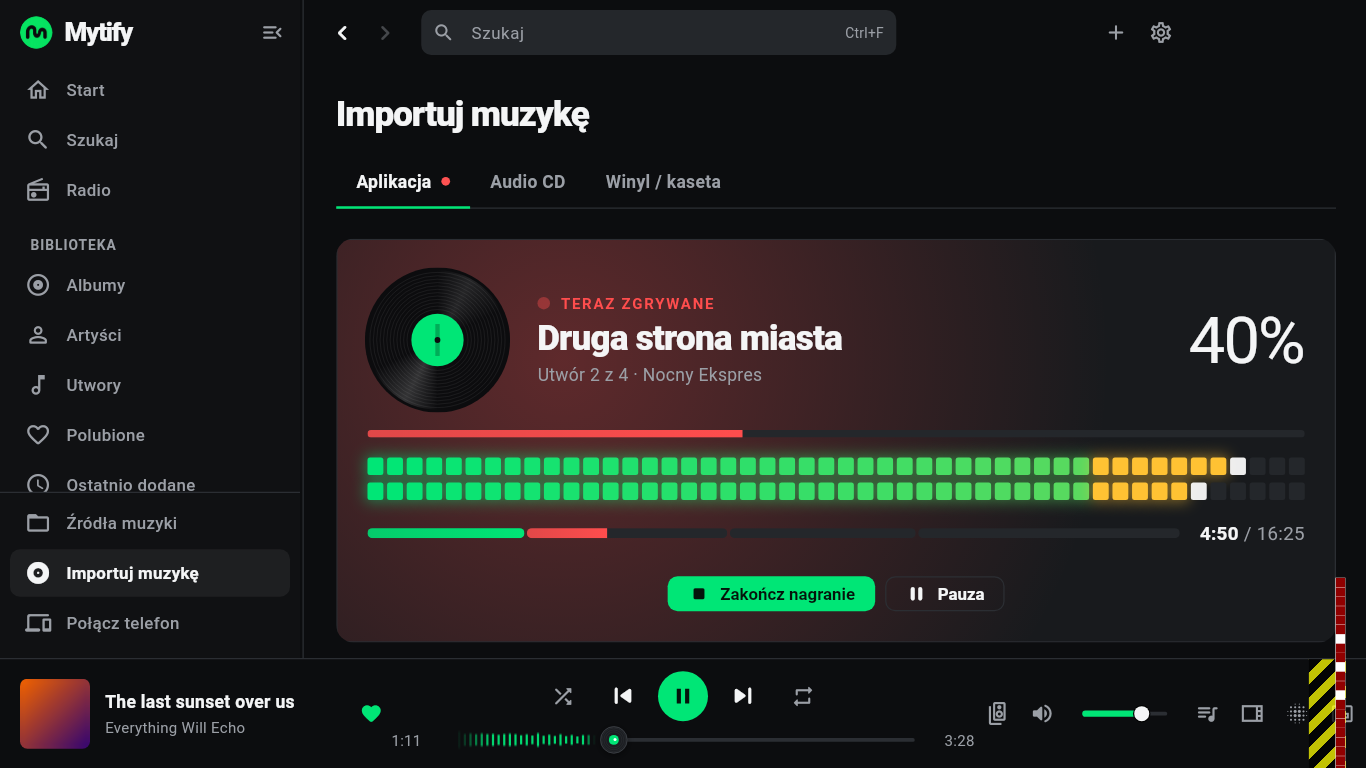 Mytify
Szukaj
Ctrl+F
Start
Szukaj
Radio
BIBLIOTEKA
Albumy
Artyści
Utwory
Polubione
Ostatnio dodane
Źródła muzyki
Importuj muzykę
Połącz telefon
Importuj muzykę
Aplikacja
Audio CD
Winyl / kaseta
TERAZ ZGRYWANE
Druga strona miasta
Utwór 2 z 4 · Nocny Ekspres
40%
4:50 / 16:25
Zakończ nagranie
Pauza
The last sunset over us
Everything Will Echo
1:11
3:28